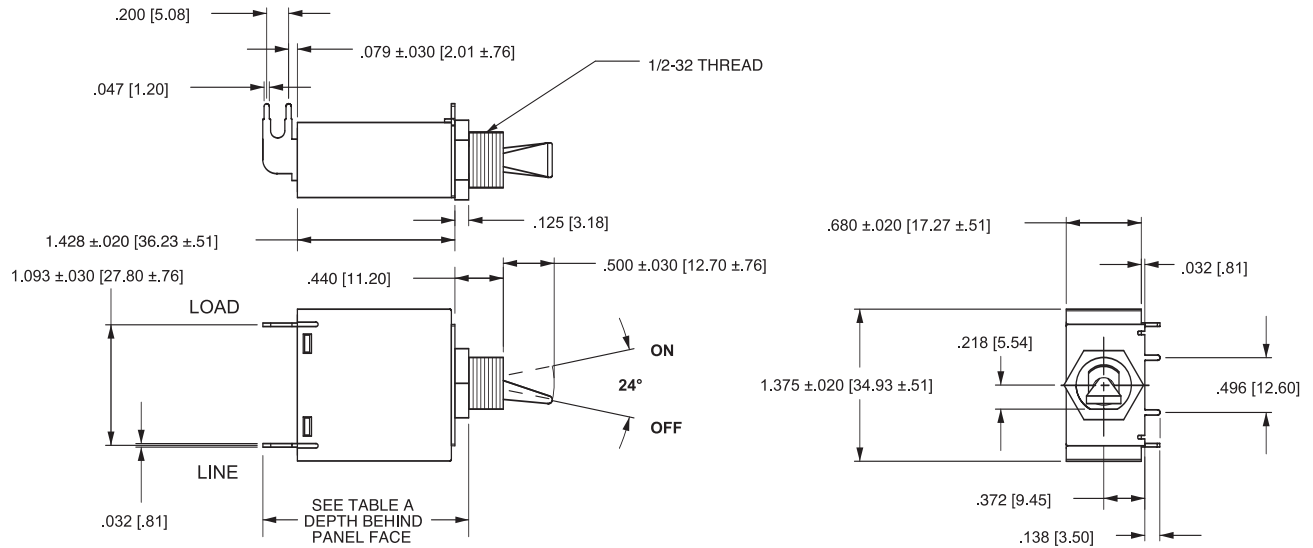 .200 [5.08]
.079 ±.030 [2.01 ±.76]
1/2-32 THREAD
.047 [1.20]
.125 [3.18]
1.428 ±.020 [36.23 ±.51]
.680 ±.020 [17.27 ±.51]
1.093 ±.030 [27.80 ±.76]
.440 [11.20]
.500 ±.030 [12.70 ±.76]
.032 [.81]
LOAD
ON
24°
OFF
.218 [5.54]
1.375 ±.020 [34.93 ±.51]
.496 [12.60]
LINE
.032 [.81]
SEE TABLE A
DEPTH BEHIND
PANEL FACE
.372 [9.45]
.138 [3.50]